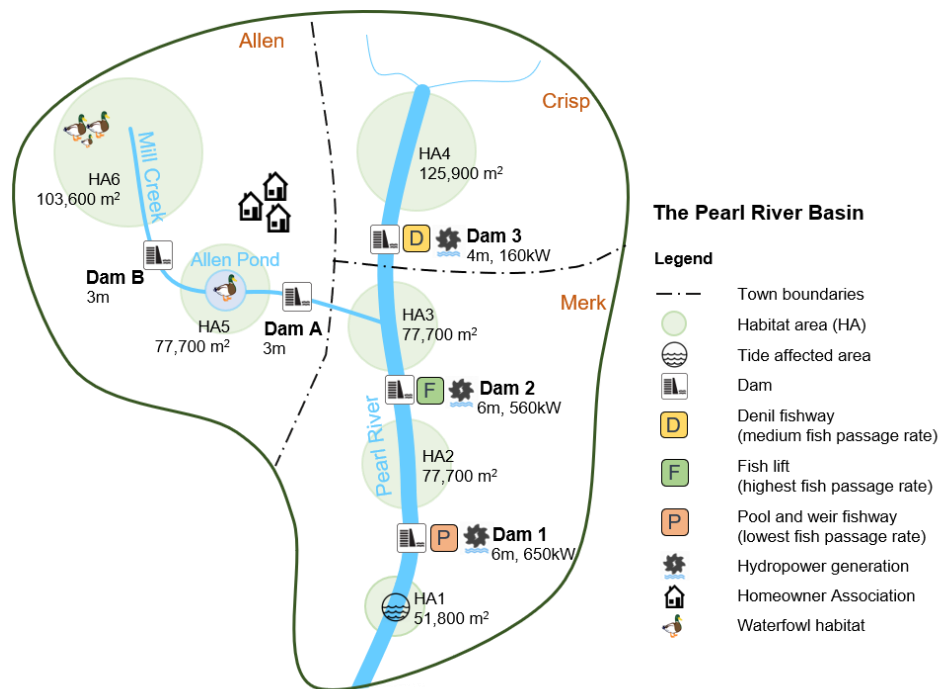 Allen
Crisp
Mill Creek
HA6
103,600 m²
HA4
125,900 m²
Dam 3
4m, 160kW
D
Dam B
3m
Allen Pond
HA5
77,700 m²
Dam A
3m
Merk
HA3
77,700 m²
F
Dam 2
6m, 560kW
Pearl River
HA2
77,700 m²
P
Dam 1
6m, 650kW
HA1
51,800 m²
The Pearl River Basin
Legend
Town boundaries
Habitat area (HA)
Tide affected area
Dam
D
Denil fishway
(medium fish passage rate)
F
Fish lift
(highest fish passage rate)
P
Pool and weir fishway
(lowest fish passage rate)
Hydropower generation
Homeowner Association
Waterfowl habitat